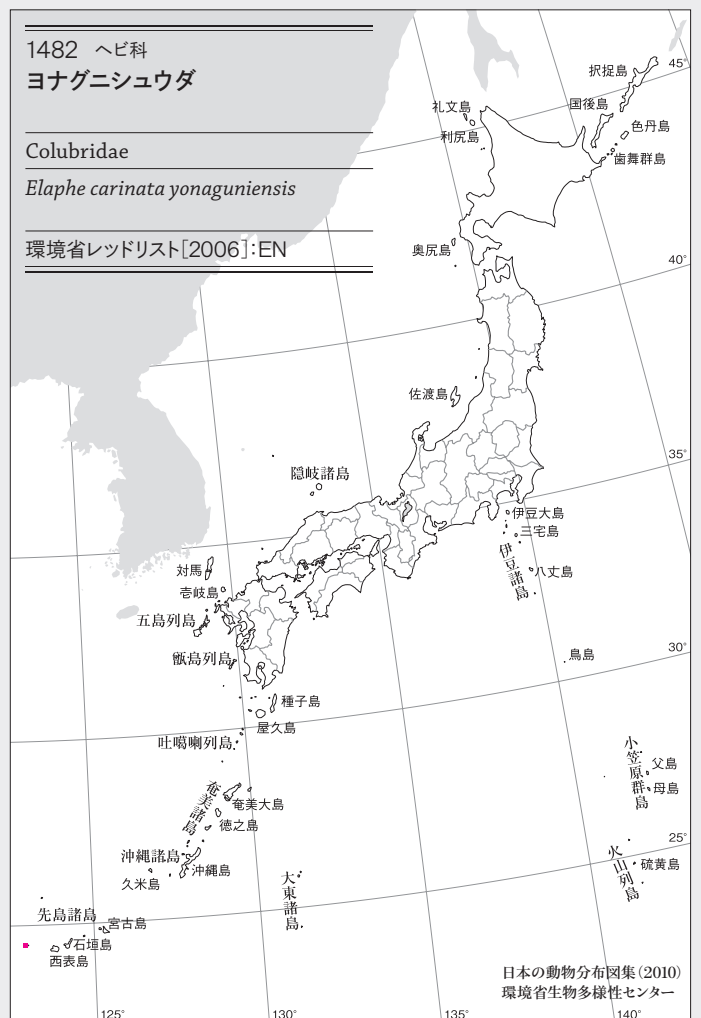 1482 ヘビ科
ヨナグニシュウダ
Colubridae
Elaphe carinata yonaguniensis
環境省レッドリスト[2006]:EN
択捉島
45°
礼文島
国後島
利尻島
色丹島
歯舞群島
奥尻島
40°
佐渡島
35°
隠岐諸島
伊豆大島
三宅島
伊豆諸島
八丈島
対馬
壱岐島
五島列島
甑島列島
30°
鳥島
種子島
屋久島
吐噶喇列島
小笠原群島
父島
母島
奄美諸島
奄美大島
徳之島
25°
沖縄諸島
沖縄島
久米島
火山列島
硫黄島
大東諸島
先島諸島
宮古島
石垣島
西表島
日本の動物分布図集(2010)
環境省生物多様性センター
125°
130°
135°
140°